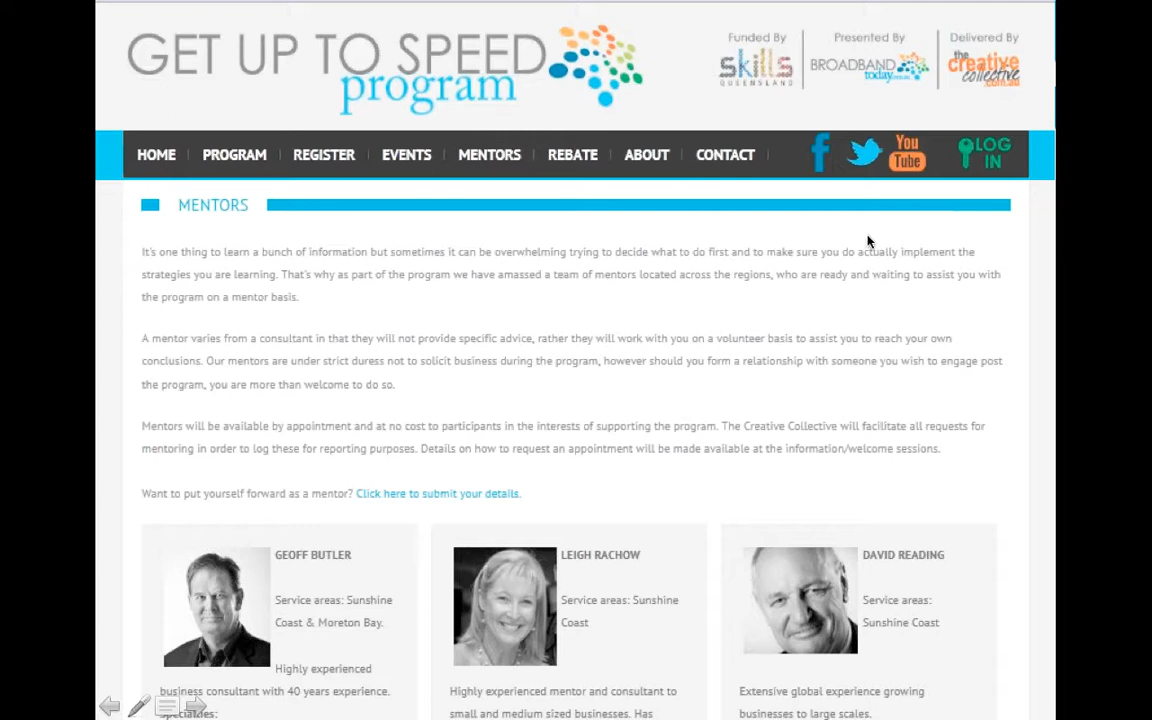 GET UP TO SPEED
program
Funded By
skills
QUEENSLAND
Presented By
BROADBAND
today.com.au
Delivered By
the
creative
collective
.com.au
HOME
PROGRAM
REGISTER
EVENTS
MENTORS
REBATE
ABOUT
CONTACT
You
Tube
LOG
IN
MENTORS
It's one thing to learn a bunch of information but sometimes it can be overwhelming trying to decide what to do first and to make sure you do actually implement the
strategies you are learning. That's why as part of the program we have amassed a team of mentors located across the regions, who are ready and waiting to assist you with
the program on a mentor basis.
A mentor varies from a consultant in that they will not provide specific advice, rather they will work with you on a volunteer basis to assist you to reach your own
conclusions. Our mentors are under strict duress not to solicit business during the program, however should you form a relationship with someone you wish to engage post
the program, you are more than welcome to do so.
Mentors will be available by appointment and at no cost to participants in the interests of supporting the program. The Creative Collective will facilitate all requests for
mentoring in order to log these for reporting purposes. Details on how to request an appointment will be made available at the information/welcome sessions.
Want to put yourself forward as a mentor? Click here to submit your details.
GEOFF BUTLER
Service areas: Sunshine
Coast & Moreton Bay.
Highly experienced
business consultant with 40 years experience.
Specialties:
LEIGH RACHOW
Service areas: Sunshine
Coast
Highly experienced mentor and consultant to
small and medium sized businesses. Has
DAVID READING
Service areas:
Sunshine Coast
Extensive global experience growing
businesses to large scales.